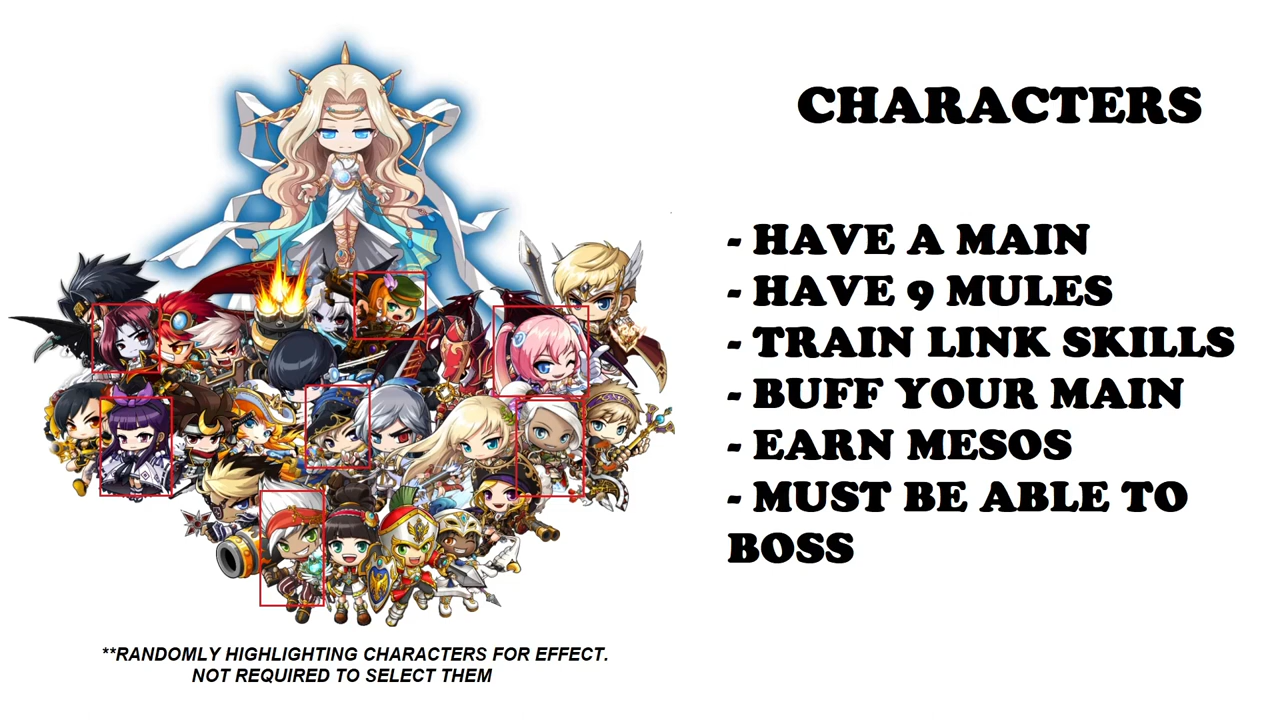 CHARACTERS
- HAVE A MAIN
- HAVE 9 MULES
- TRAIN LINK SKILLS
- BUFF YOUR MAIN
- EARN MESOS
- MUST BE ABLE TO
BOSS
**RANDOMLY HIGHLIGHTING CHARACTERS FOR EFFECT.
NOT REQUIRED TO SELECT THEM